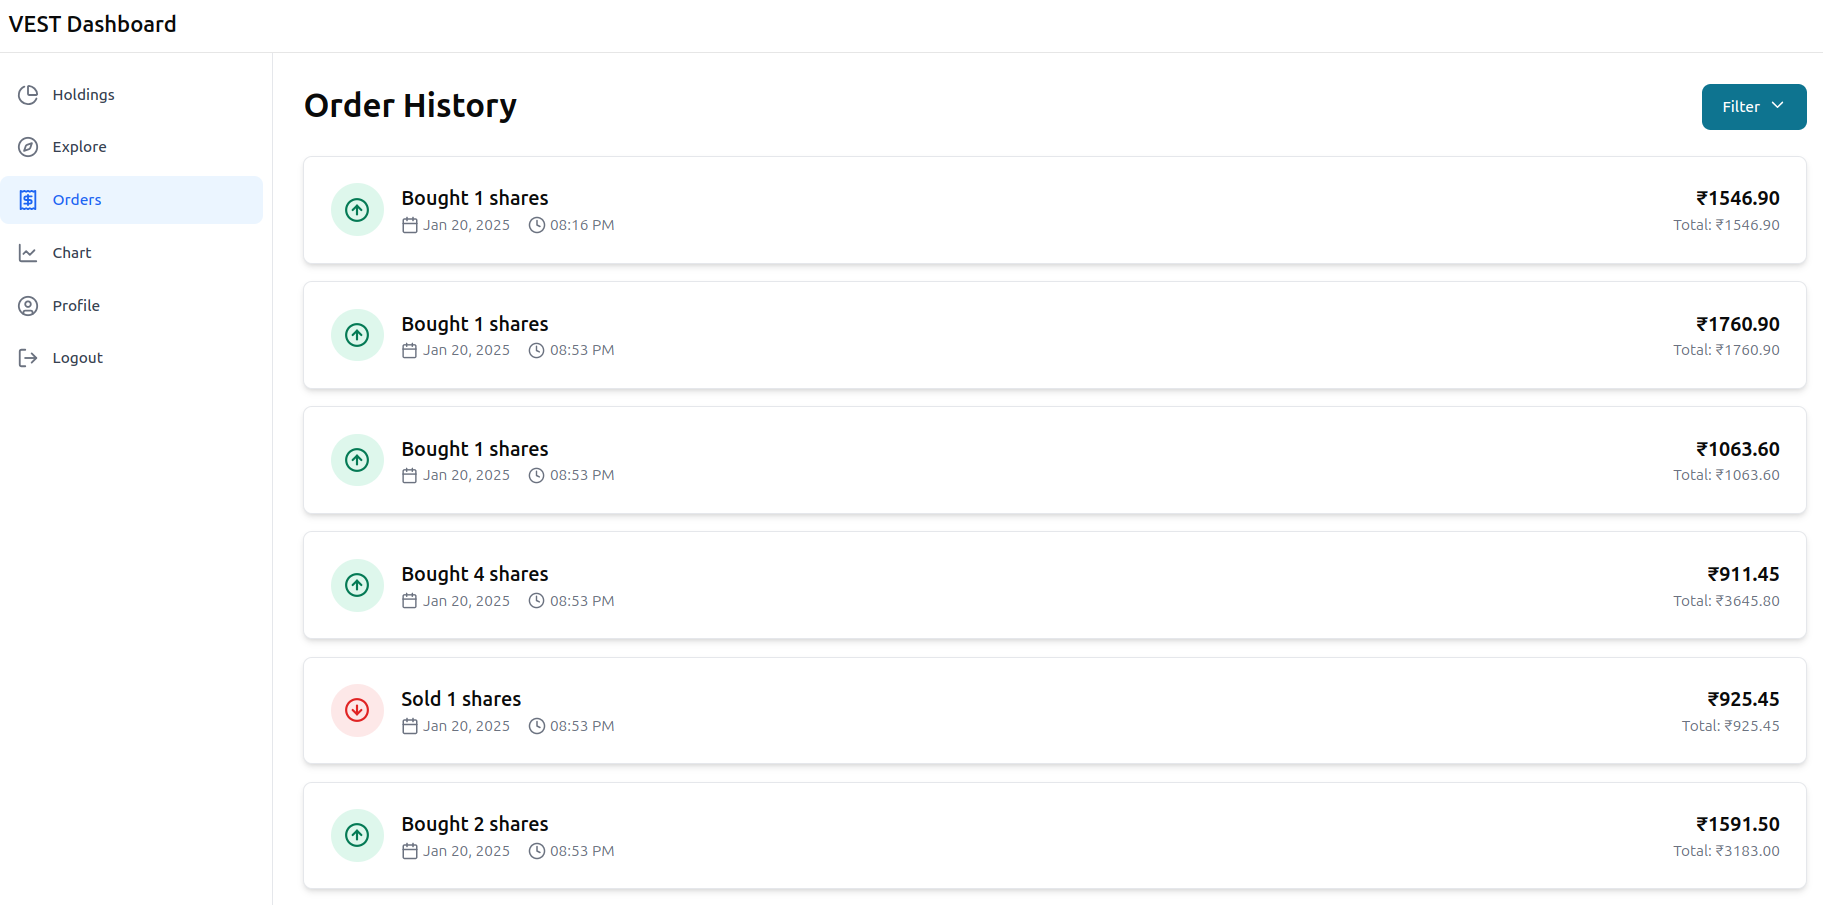 VEST Dashboard
Holdings
Explore
Orders
Chart
Profile
Logout
Order History
Filter
Bought 1 shares
Jan 20, 2025 08:16 PM
₹1546.90
Total: ₹1546.90
Bought 1 shares
Jan 20, 2025 08:53 PM
₹1760.90
Total: ₹1760.90
Bought 1 shares
Jan 20, 2025 08:53 PM
₹1063.60
Total: ₹1063.60
Bought 4 shares
Jan 20, 2025 08:53 PM
₹911.45
Total: ₹3645.80
Sold 1 shares
Jan 20, 2025 08:53 PM
₹925.45
Total: ₹925.45
Bought 2 shares
Jan 20, 2025 08:53 PM
₹1591.50
Total: ₹3183.00